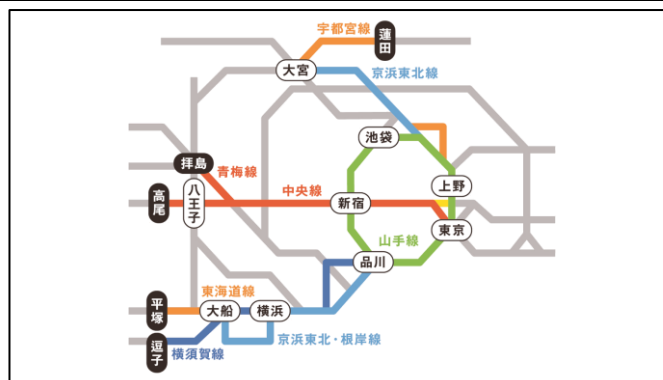 宇都宮線
蓮田
大宮
京浜東北線
池袋
拝島
青梅線
上野
高尾
八王子
中央線
新宿
東京
山手線
品川
東海道線
平塚
大船
横浜
逗子
横須賀線
京浜東北・根岸線